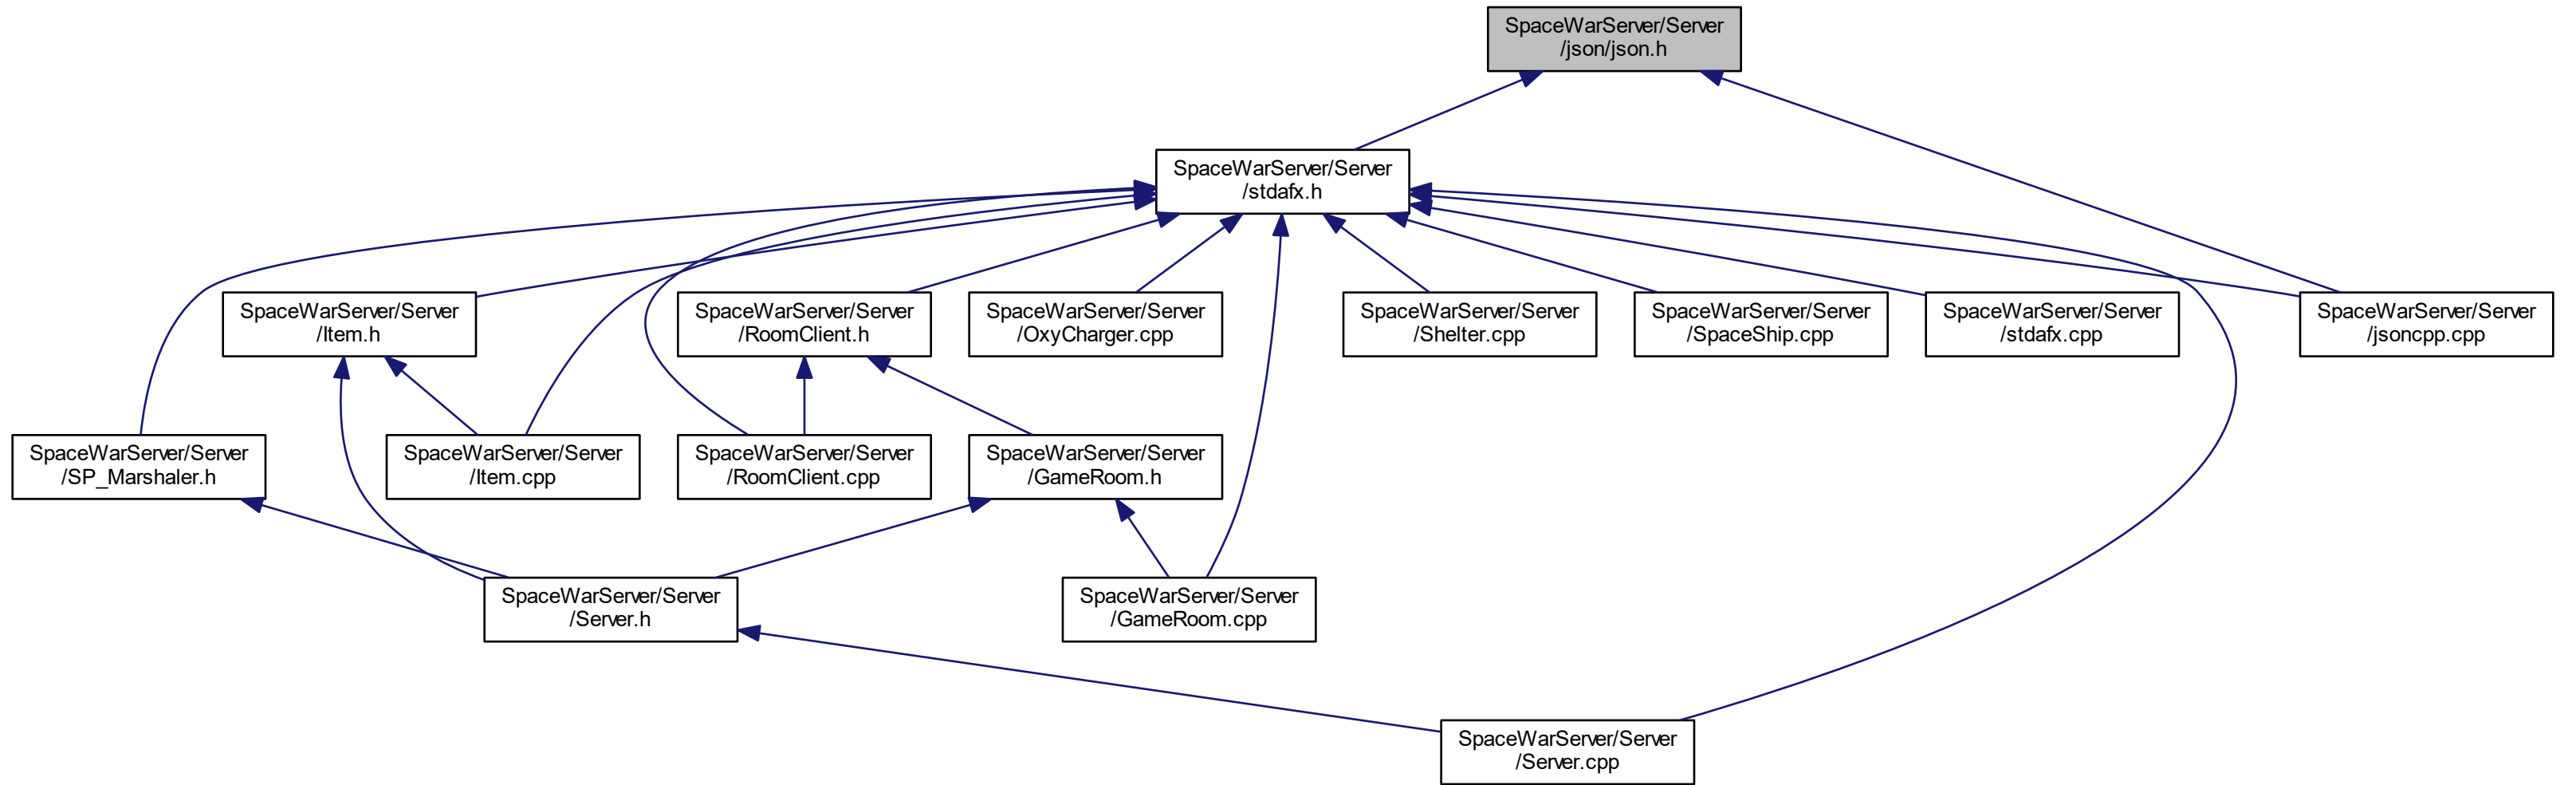 SpaceWarServer/Server
/json/json.h
SpaceWarServer/Server
/stdafx.h
SpaceWarServer/Server
/Item.h
SpaceWarServer/Server
/RoomClient.h
SpaceWarServer/Server
/OxyCharger.cpp
SpaceWarServer/Server
/Shelter.cpp
SpaceWarServer/Server
/SpaceShip.cpp
SpaceWarServer/Server
/stdafx.cpp
SpaceWarServer/Server
/jsoncpp.cpp
SpaceWarServer/Server
/SP_Marshaler.h
SpaceWarServer/Server
/Item.cpp
SpaceWarServer/Server
/RoomClient.cpp
SpaceWarServer/Server
/GameRoom.h
SpaceWarServer/Server
/Server.h
SpaceWarServer/Server
/GameRoom.cpp
SpaceWarServer/Server
/Server.cpp